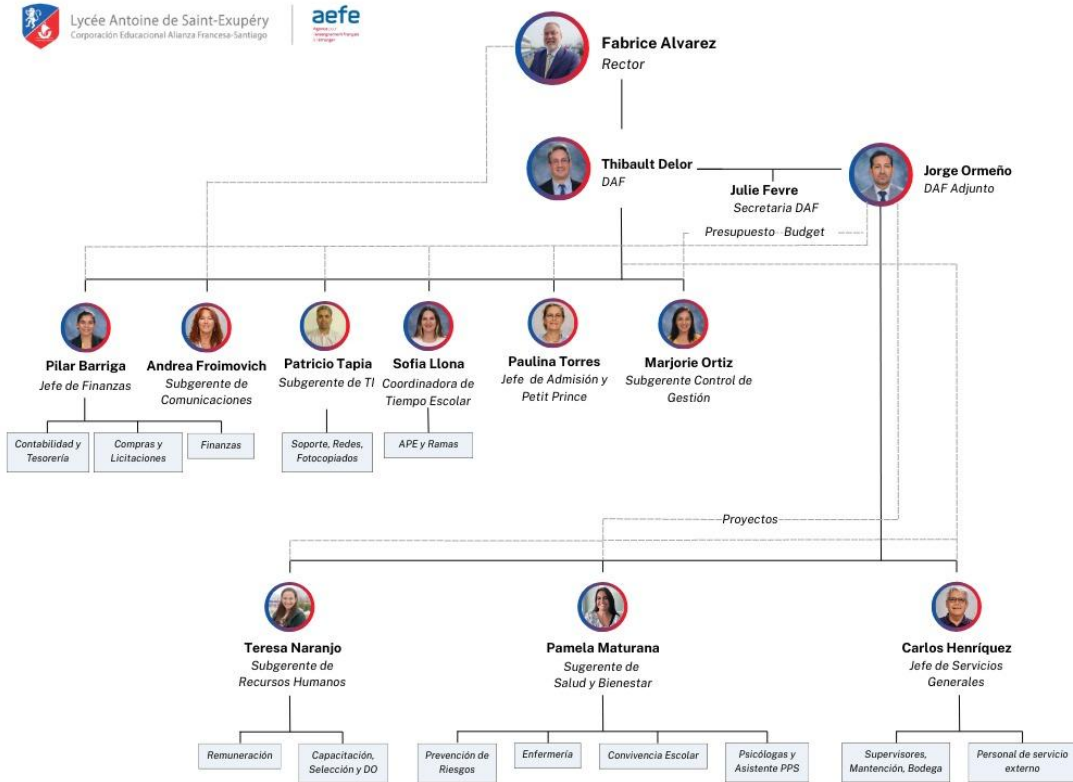 Lycée Antoine de Saint-Exupéry
Corporación Educacional Alianza Francesa-Santiago
aefe
Fabrice Alvarez
Rector
Thibault Delor
DAF
Julie Fevre
Secretaria DAF
Jorge Ormeño
DAF Adjunto
Presupuesto Budget
Pilar Barriga
Jefe de Finanzas
Andrea Froimovich
Subgerente de
Comunicaciones
Patricio Tapia
Subgerente de TI
Sofia Llona
Coordinadora de
Tiempo Escolar
Paulina Torres
Jefe de Admisión y
Petit Prince
Marjorie Ortiz
Subgerente Control de
Gestión
Contabilidad y
Tesorería
Compras y
Licitaciones
Finanzas
Soporte, Redes,
Fotocopiados
APE y Ramas
Proyectos
Teresa Naranjo
Subgerente de
Recursos Humanos
Pamela Maturana
Sugerente de
Salud y Bienestar
Carlos Henríquez
Jefe de Servicios
Generales
Remuneración
Capacitación,
Selección y DO
Prevención de
Riesgos
Enfermería
Convivencia Escolar
Psicólogas y
Asistente PPS
Supervisores,
Mantención, Bodega
Personal de servicio
externo